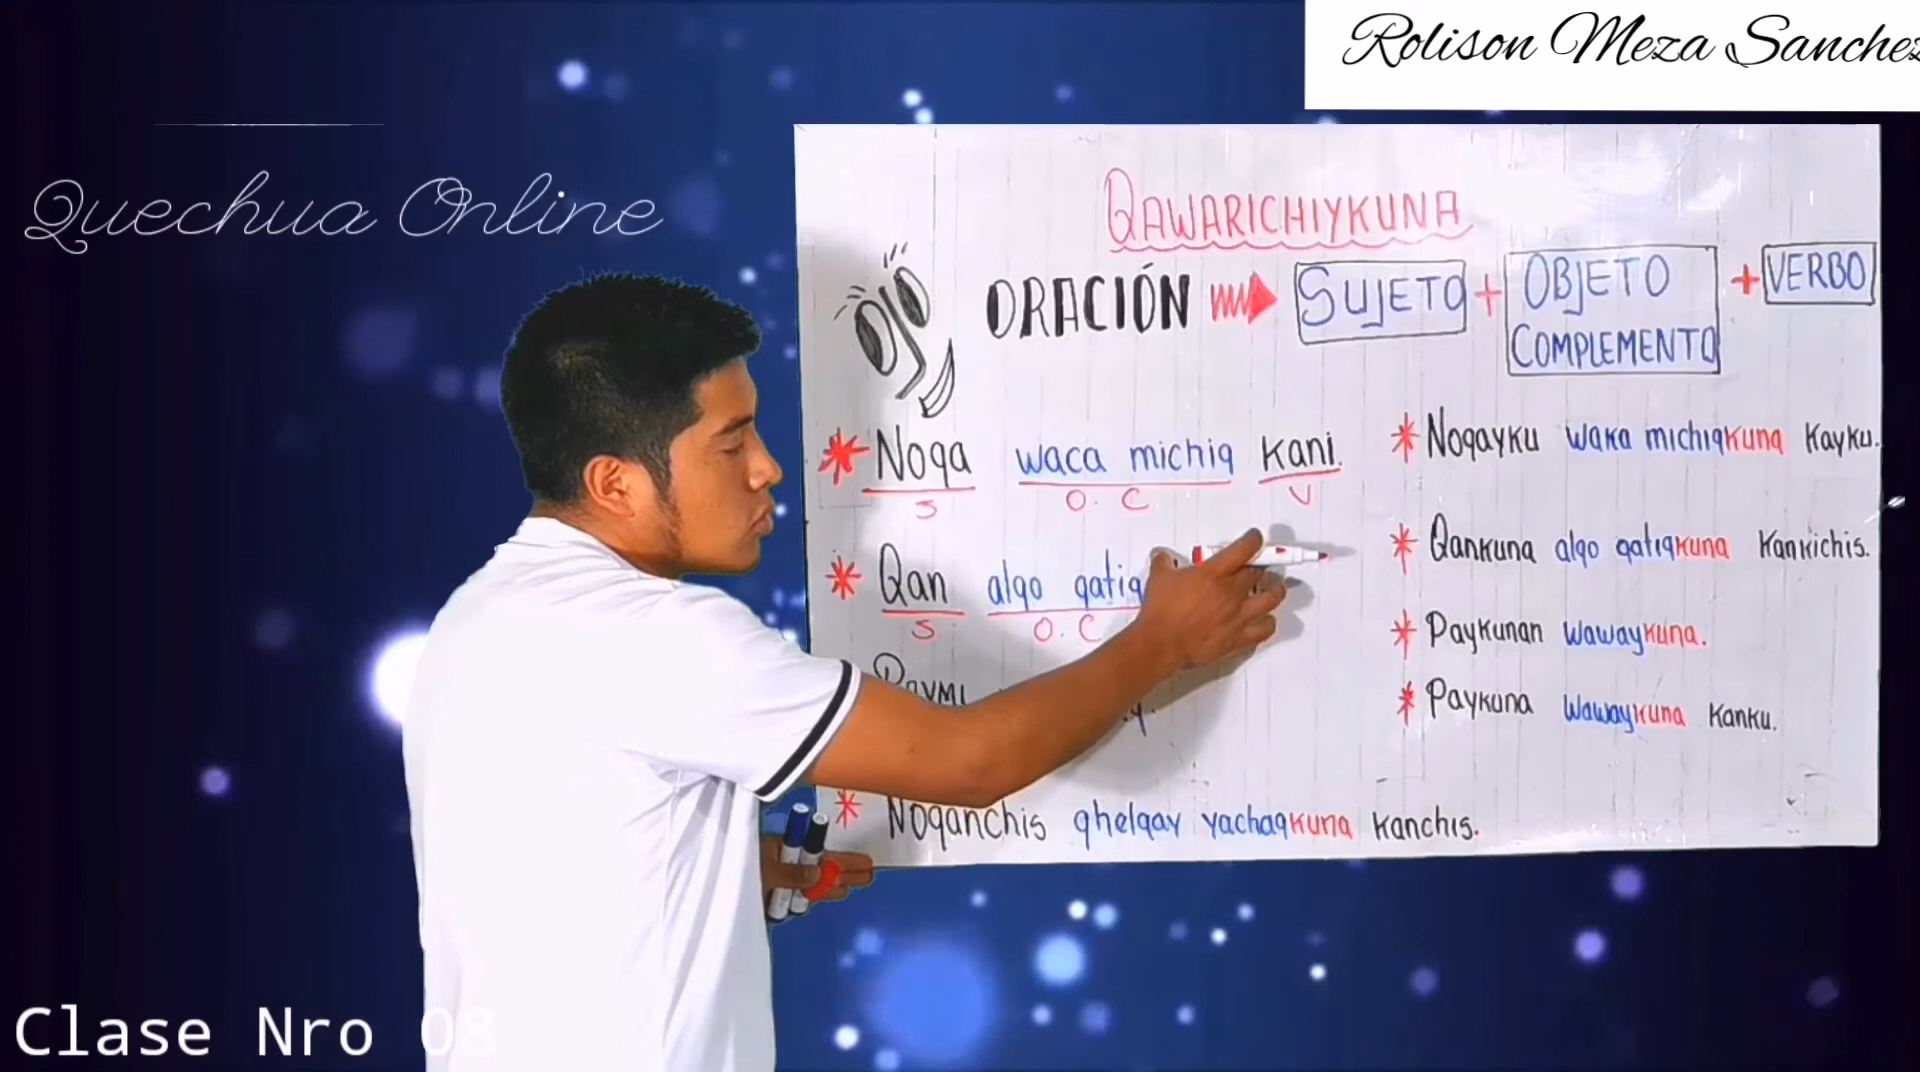 Rolison Meza Sanchez
Quechua Online
QAWARICHIYKUNA
OJO
ORACIÓN SUJETO + OBJETO COMPLEMENTO + VERBO
* Noqa waca michiq kani.
S O. C V
* Qan alqo qatiq
S O. C
* Noqanchis qhelqay yachaqkuna kanchis.
* Noqayku waka michiqkuna kayku.
* Qankuna alqo qatiqkuna kankichis.
* Paykunan wawaykuna.
* Paykuna wawaykuna kanku.
Clase Nro 08